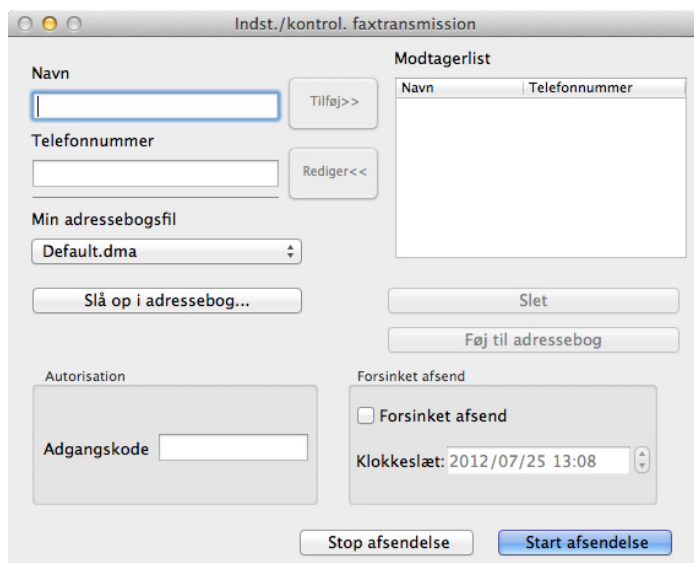 Indst./kontrol. faxtransmission
Navn
Tilføj>>
Telefonnummer
Rediger<<
Min adressebogsfil
Default.dma
Slå op i adressebog...
Modtagerlist
Navn Telefonnummer
Slet
Føj til adressebog
Autorisation
Adgangskode
Forsinket afsend
Forsinket afsend
Klokkeslæt: 2012/07/25 13:08
Stop afsendelse
Start afsendelse